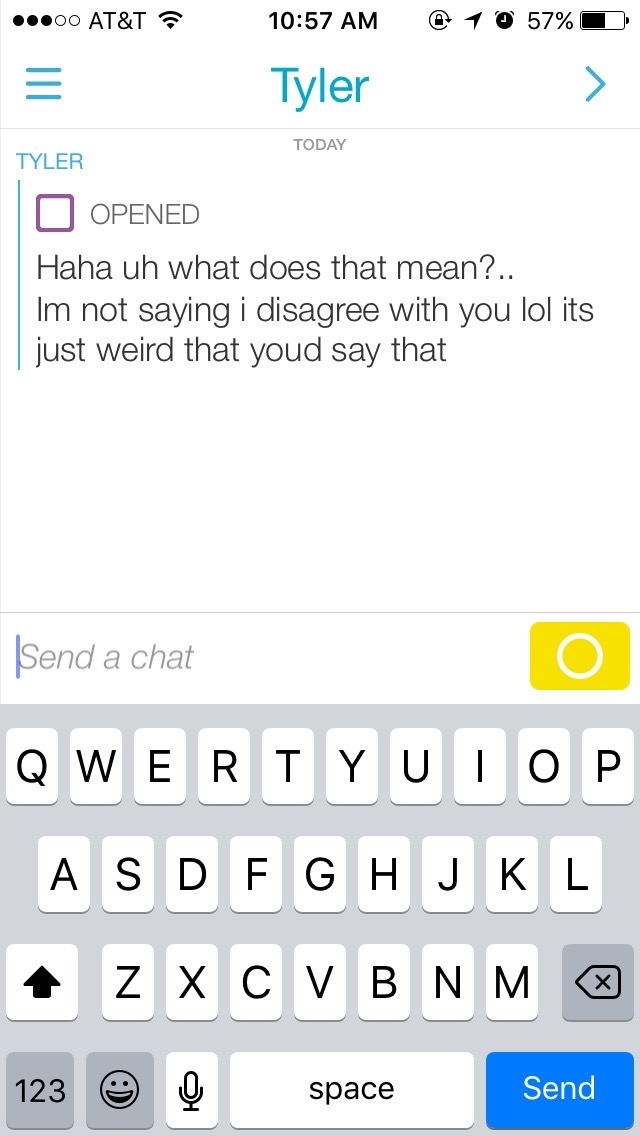 AT&T 10:57 AM 57%
Tyler
TODAY
TYLER
OPENED
Haha uh what does that mean?..
Im not saying i disagree with you lol its
just weird that youd say that
Send a chat
Q W E R T Y U I O P
A S D F G H J K L
Z X C V B N M
123 space Send